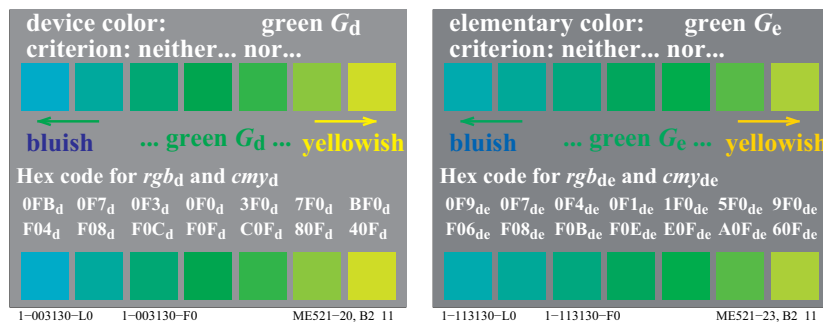 device color: green Gd
criterion: neither... nor...
bluish ... green Gd ... yellowish
Hex code for rgbd and cmyd
0FBd 0F7d 0F3d 0F0d 3F0d 7F0d BF0d
F04d F08d F0Cd F0Fd C0Fd 80Fd 40Fd
1-003130-L0 1-003130-F0 ME521-20, B2 11
elementary color: green Ge
criterion: neither... nor...
bluish ... green Ge ... yellowish
Hex code for rgbde and cmyde
0F9de 0F7de 0F4de 0F1de 1F0de 5F0de 9F0de
F06de F08de F0Bde F0Ede E0Fde A0Fde 60Fde
1-113130-L0 1-113130-F0 ME521-23, B2 11